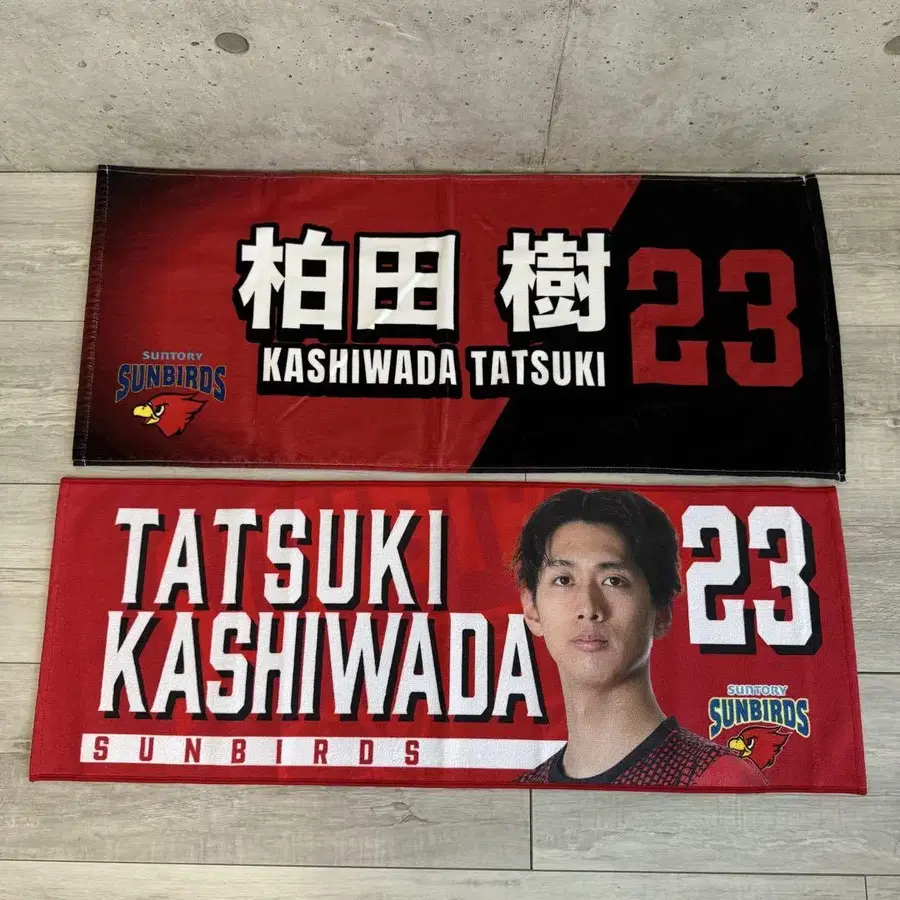 柏田 樹
KASHIWADA TATSUKI
23
SUNTORY
SUNBIRDS
TATSUKI
KASHIWADA
SUNBIRDS
23
SUNTORY
SUNBIRDS